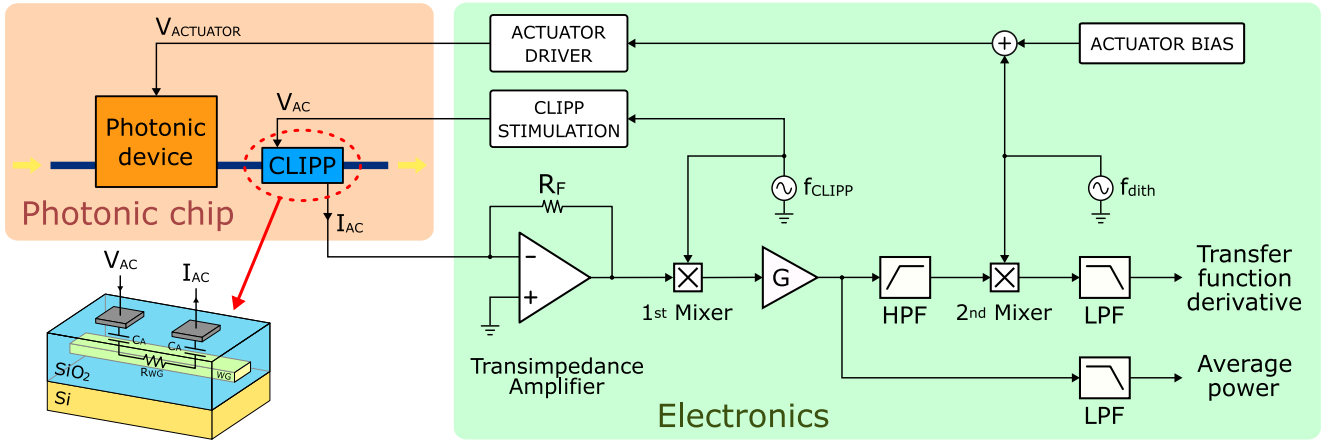 VACTUATOR
ACTUATOR
DRIVER
+
ACTUATOR BIAS
VAC
CLIPP
STIMULATION
Photonic
device
CLIPP
fCLIPP
fdith
RF
Photonic chip
IAC
−
+
G
1st Mixer
HPF
2nd Mixer
LPF
Transfer
function
derivative
Transimpedance
Amplifier
LPF
Average
power
Electronics
VAC
IAC
CA
CA
RWG
WG
SiO2
Si